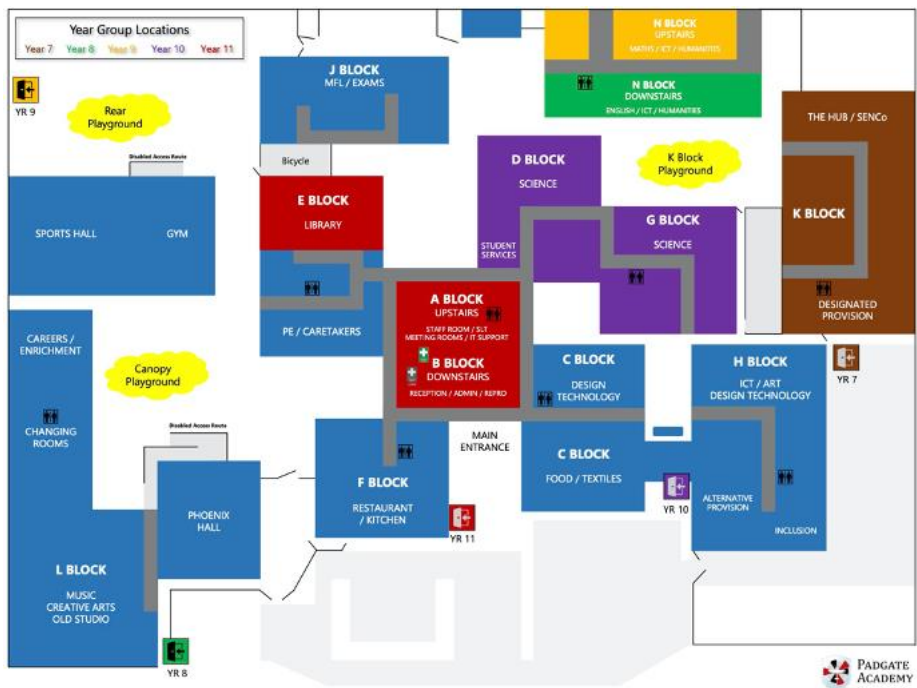 Year Group Locations
Year 7 Year 8 Year 9 Year 10 Year 11
YR 9
Rear
Playground
Disabled Access Route
J BLOCK
MFL / EXAMS
Bicycle
N BLOCK
UPSTAIRS
MATHS / ICT / HUMANITIES
N BLOCK
DOWNSTAIRS
ENGLISH / ICT / HUMANITIES
THE HUB / SENCo
K Block
Playground
D BLOCK
SCIENCE
STUDENT
SERVICES
G BLOCK
SCIENCE
K BLOCK
DESIGNATED
PROVISION
SPORTS HALL
GYM
E BLOCK
LIBRARY
PE / CARETAKERS
A BLOCK
UPSTAIRS
STAFF ROOM / SLT
MEETING ROOMS / IT SUPPORT
B BLOCK
DOWNSTAIRS
RECEPTION / ADMIN / REPRO
CAREERS /
ENRICHMENT
Canopy
Playground
CHANGING
ROOMS
Disabled Access Route
C BLOCK
DESIGN
TECHNOLOGY
H BLOCK
ICT / ART
DESIGN TECHNOLOGY
YR 7
MAIN
ENTRANCE
C BLOCK
FOOD / TEXTILES
YR 10
ALTERNATIVE
PROVISION
INCLUSION
F BLOCK
RESTAURANT
/ KITCHEN
YR 11
PHOENIX
HALL
L BLOCK
MUSIC
CREATIVE ARTS
OLD STUDIO
YR 8
PADGATE
ACADEMY